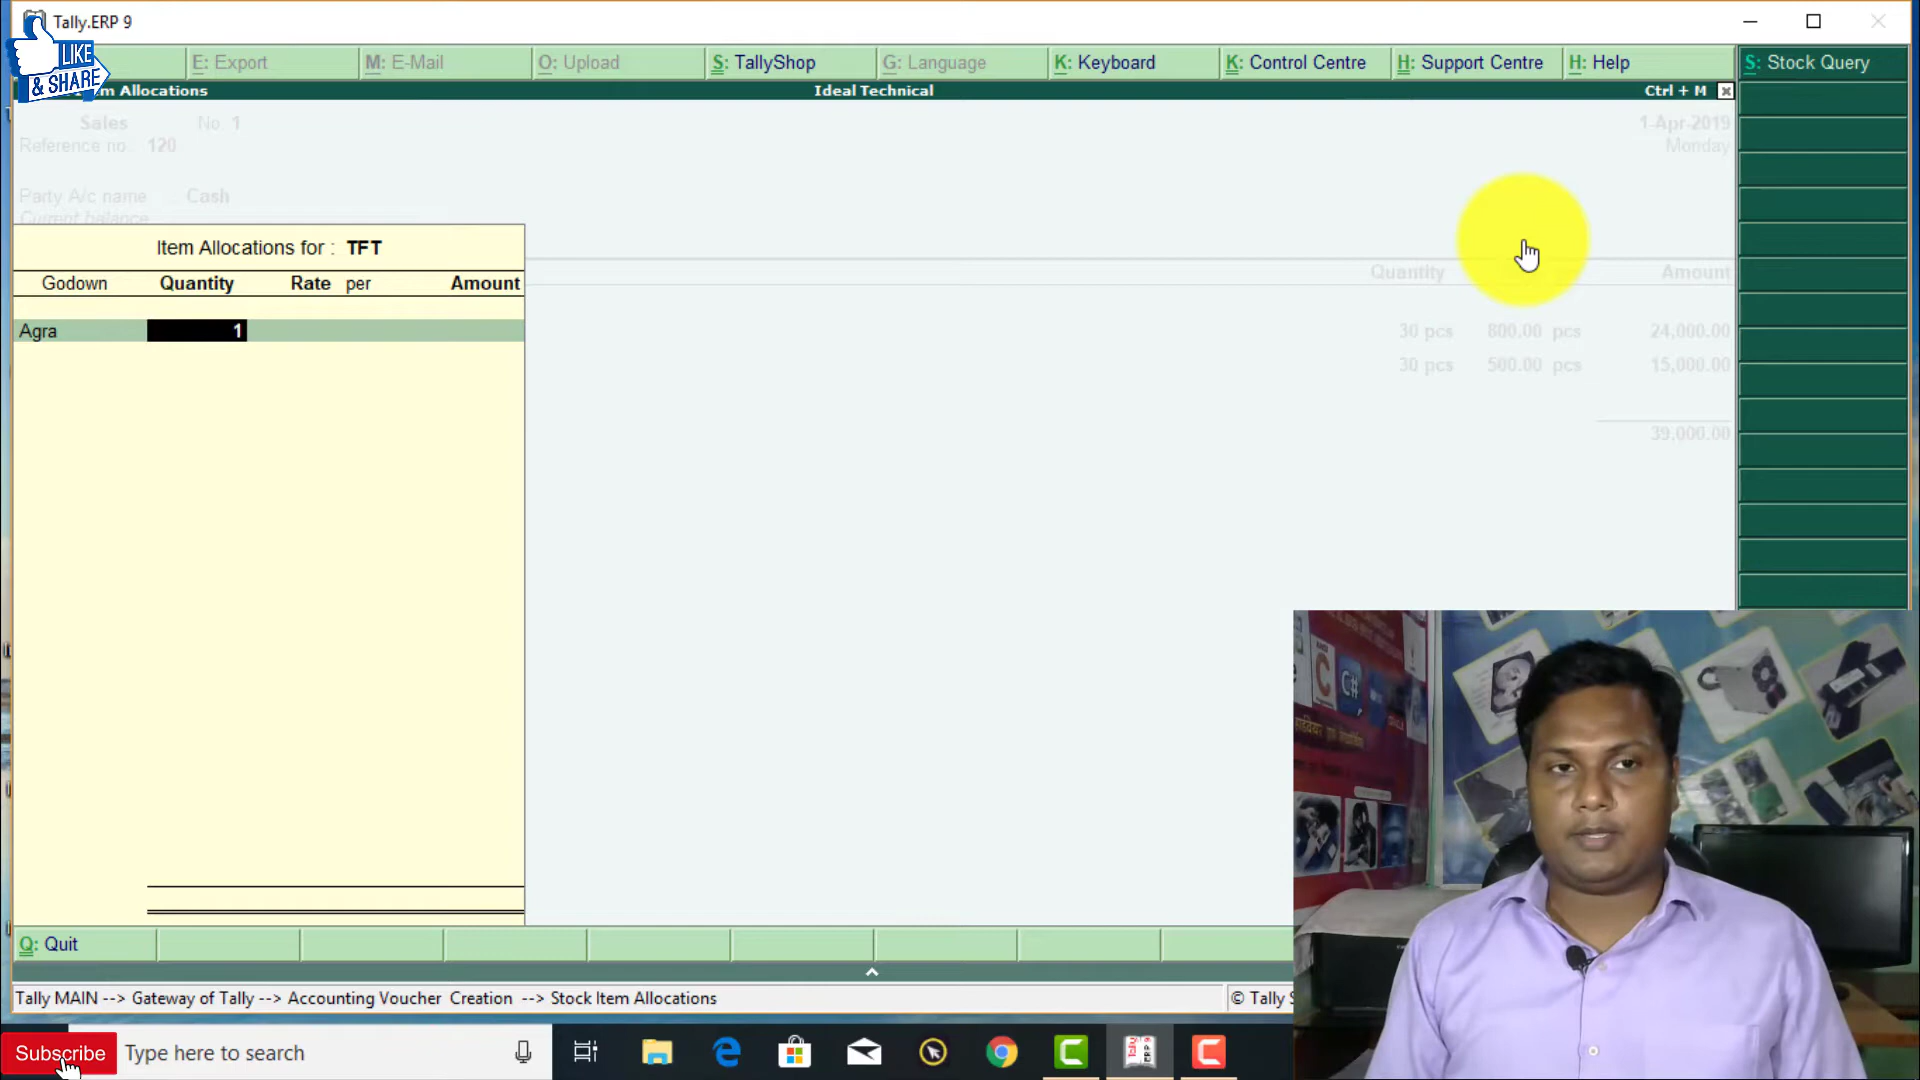 Tally.ERP 9
LIKE & SHARE
E: Export
M: E-Mail
O: Upload
S: TallyShop
G: Language
K: Keyboard
K: Control Centre
H: Support Centre
H: Help
S: Stock Query
Item Allocations
Ideal Technical
Ctrl + M
Sales No. 1
1-Apr-2019
Reference no.: 120
Monday
Party A/c name Cash
Current balance
Item Allocations for : TFT
Godown Quantity Rate per Amount
Quantity Amount
Agra 1
30 pcs 800.00 pcs 24,000.00
30 pcs 500.00 pcs 15,000.00
39,000.00
Q: Quit
Tally MAIN --> Gateway of Tally --> Accounting Voucher Creation --> Stock Item Allocations
© Tally
Subscribe
Type here to search
C
C#